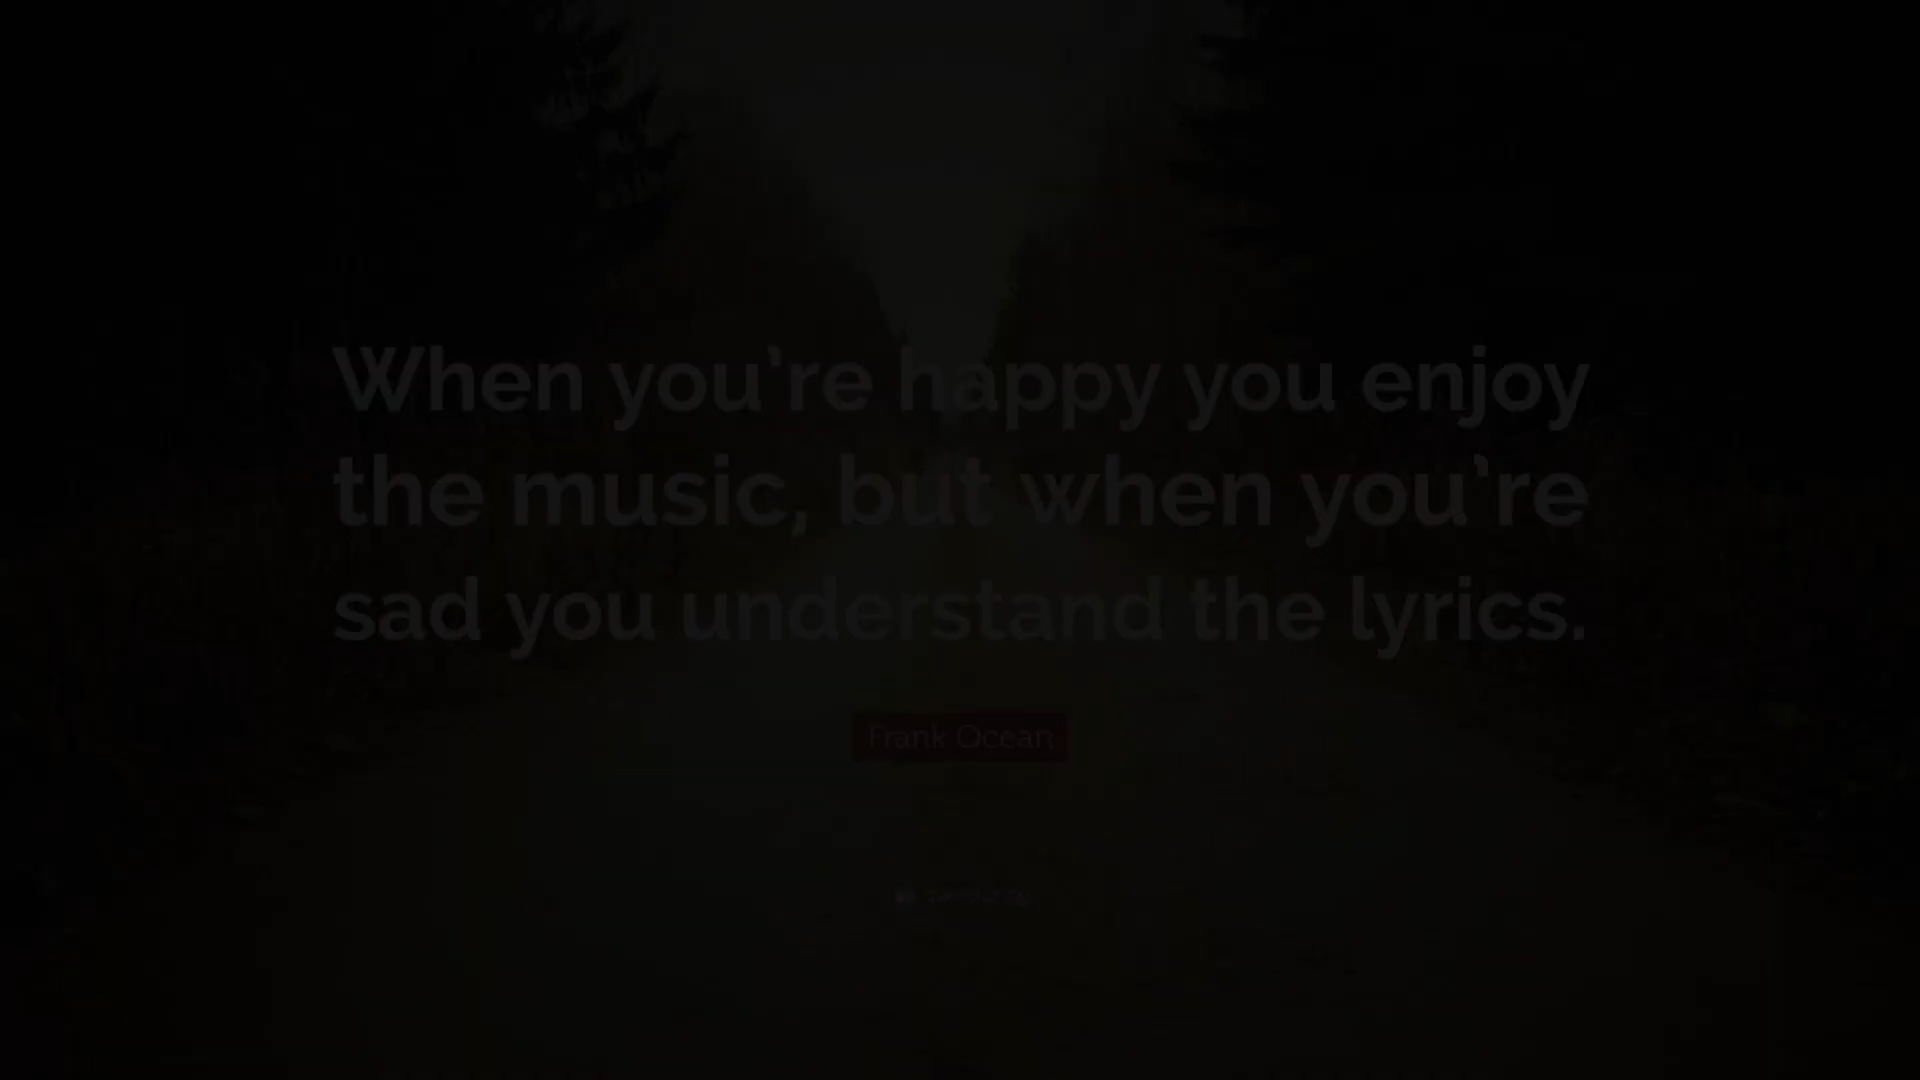 When you’re happy you enjoy
the music, but when you’re
sad you understand the lyrics.
Frank Ocean